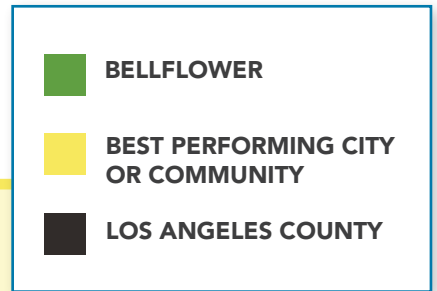 BELLFLOWER
BEST PERFORMING CITY
OR COMMUNITY
LOS ANGELES COUNTY